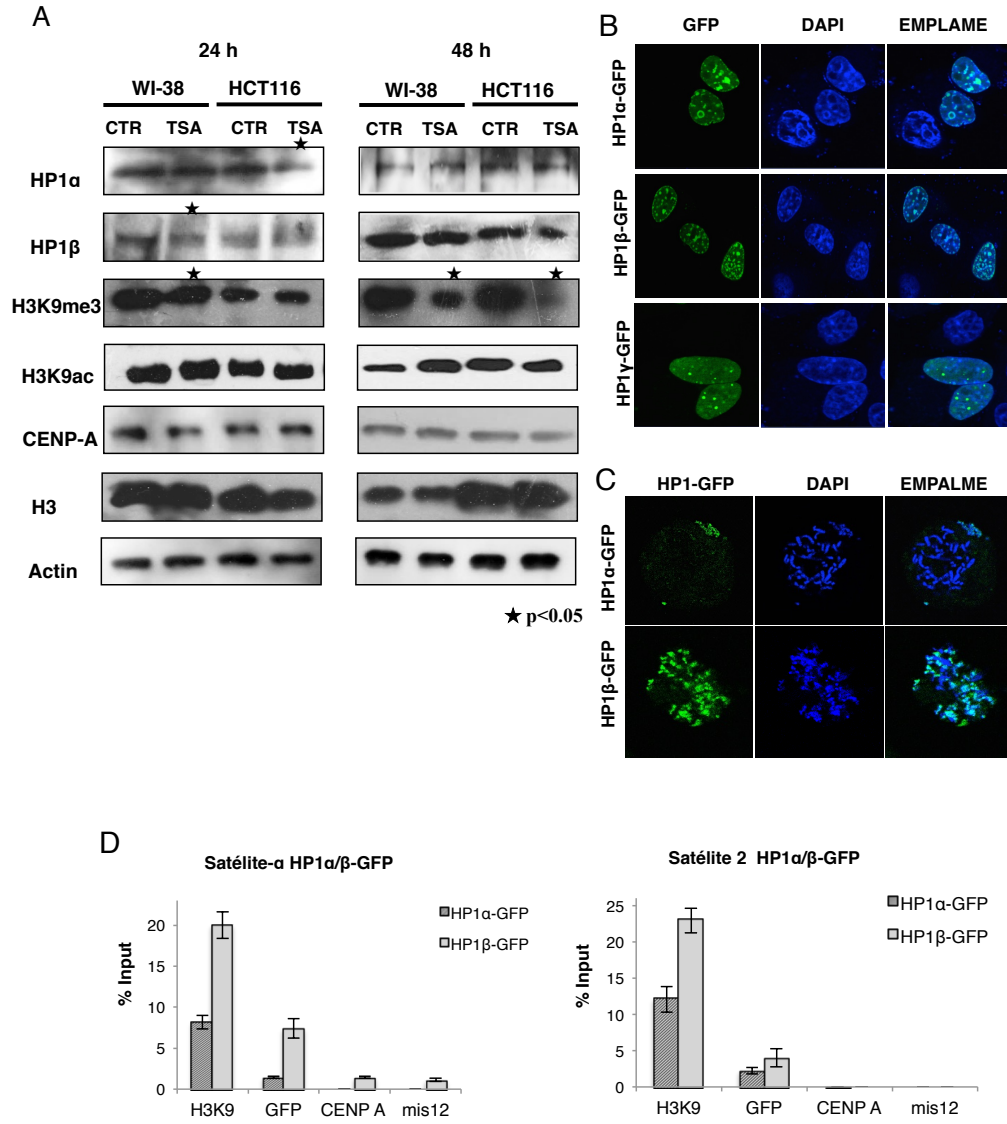 A
24 h
48 h
WI-38 HCT116
WI-38 HCT116
CTR TSA CTR TSA
CTR TSA CTR TSA
★
HP1α
★
HP1β
★ ★ ★
H3K9me3
H3K9ac
CENP-A
H3
Actin
★ p<0.05
B
GFP DAPI EMPLAME
HP1α-GFP
HP1β-GFP
HP1γ-GFP
C
HP1-GFP DAPI EMPALME
HP1α-GFP
HP1β-GFP
D
Satélite-α HP1α/β-GFP
% Input
20
15
10
5
0
H3K9 GFP CENP A mis12
HP1α-GFP
HP1β-GFP
Satélite 2 HP1α/β-GFP
% Input
25
20
15
10
5
0
H3K9 GFP CENP A mis12
HP1α-GFP
HP1β-GFP